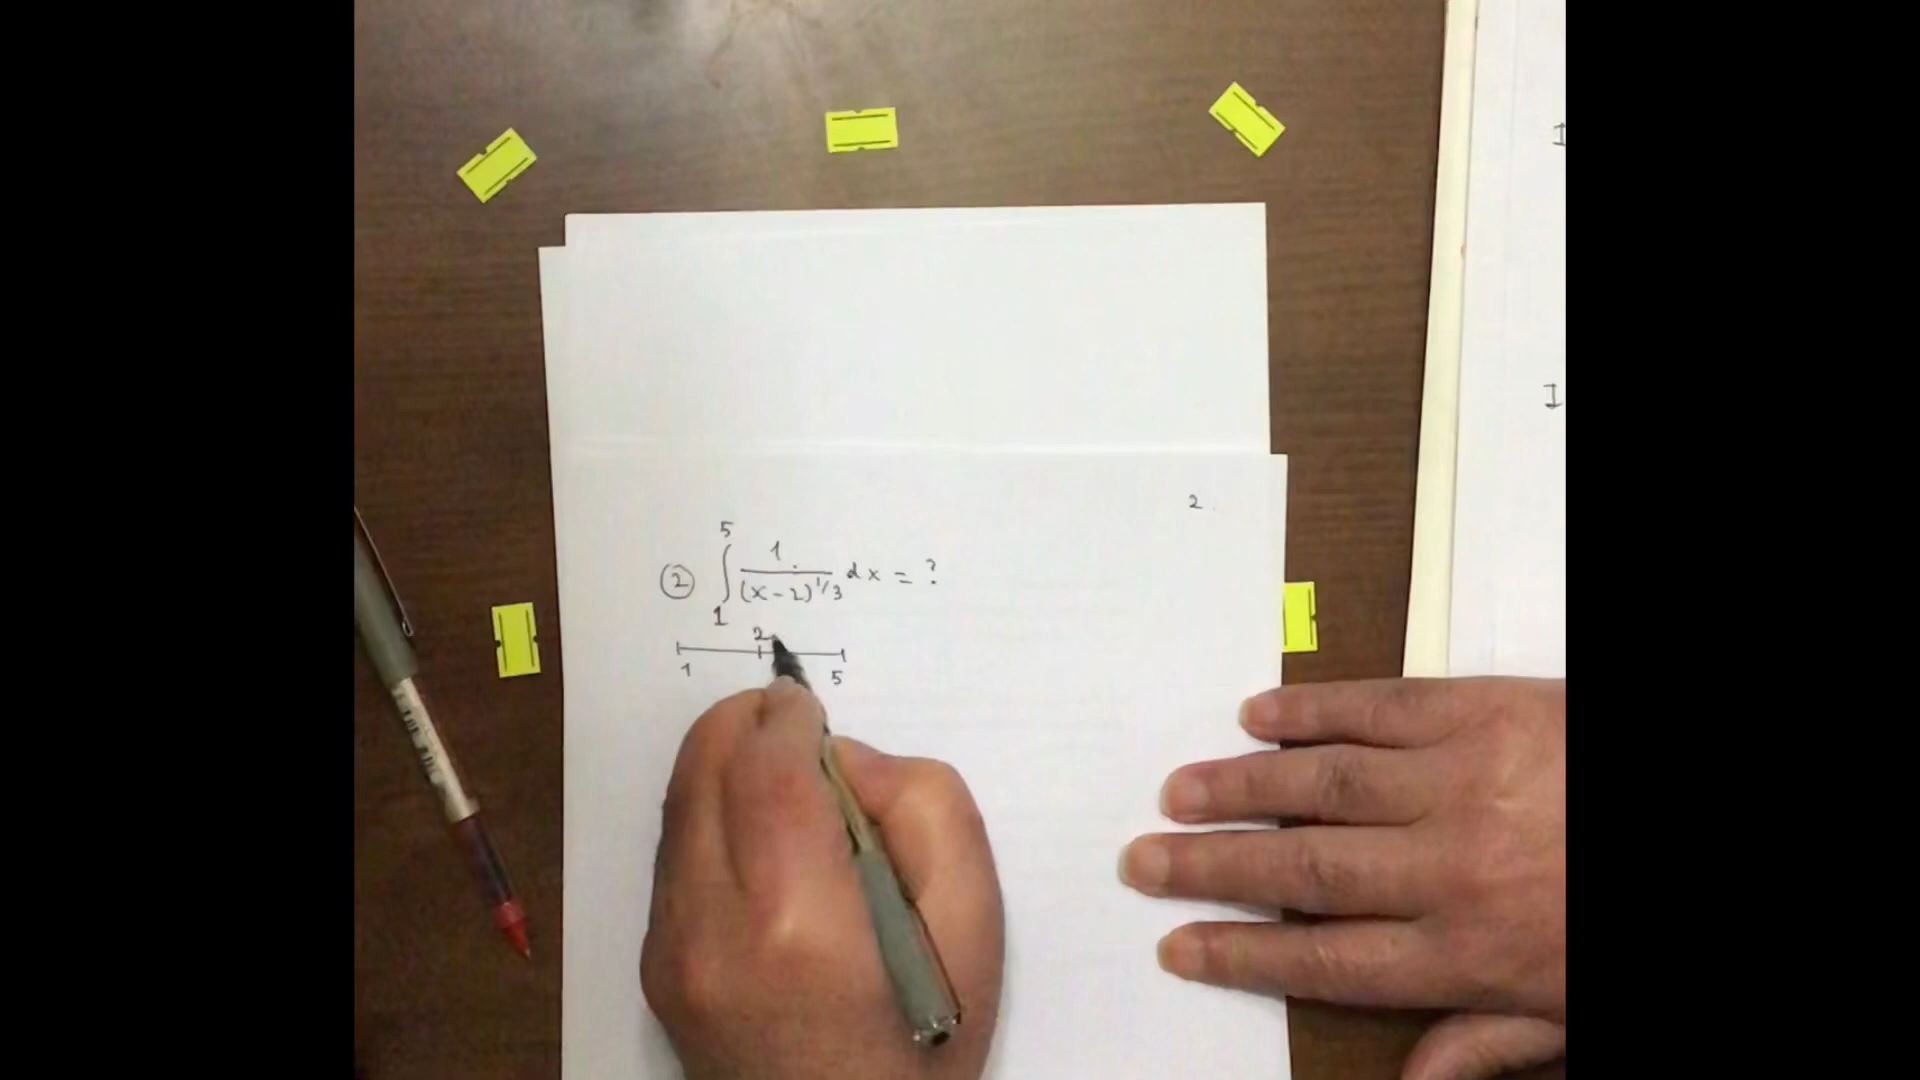 2.
② ∫₁⁵ 1/(x-2)^1/3 dx = ?
2
1 5
I
I